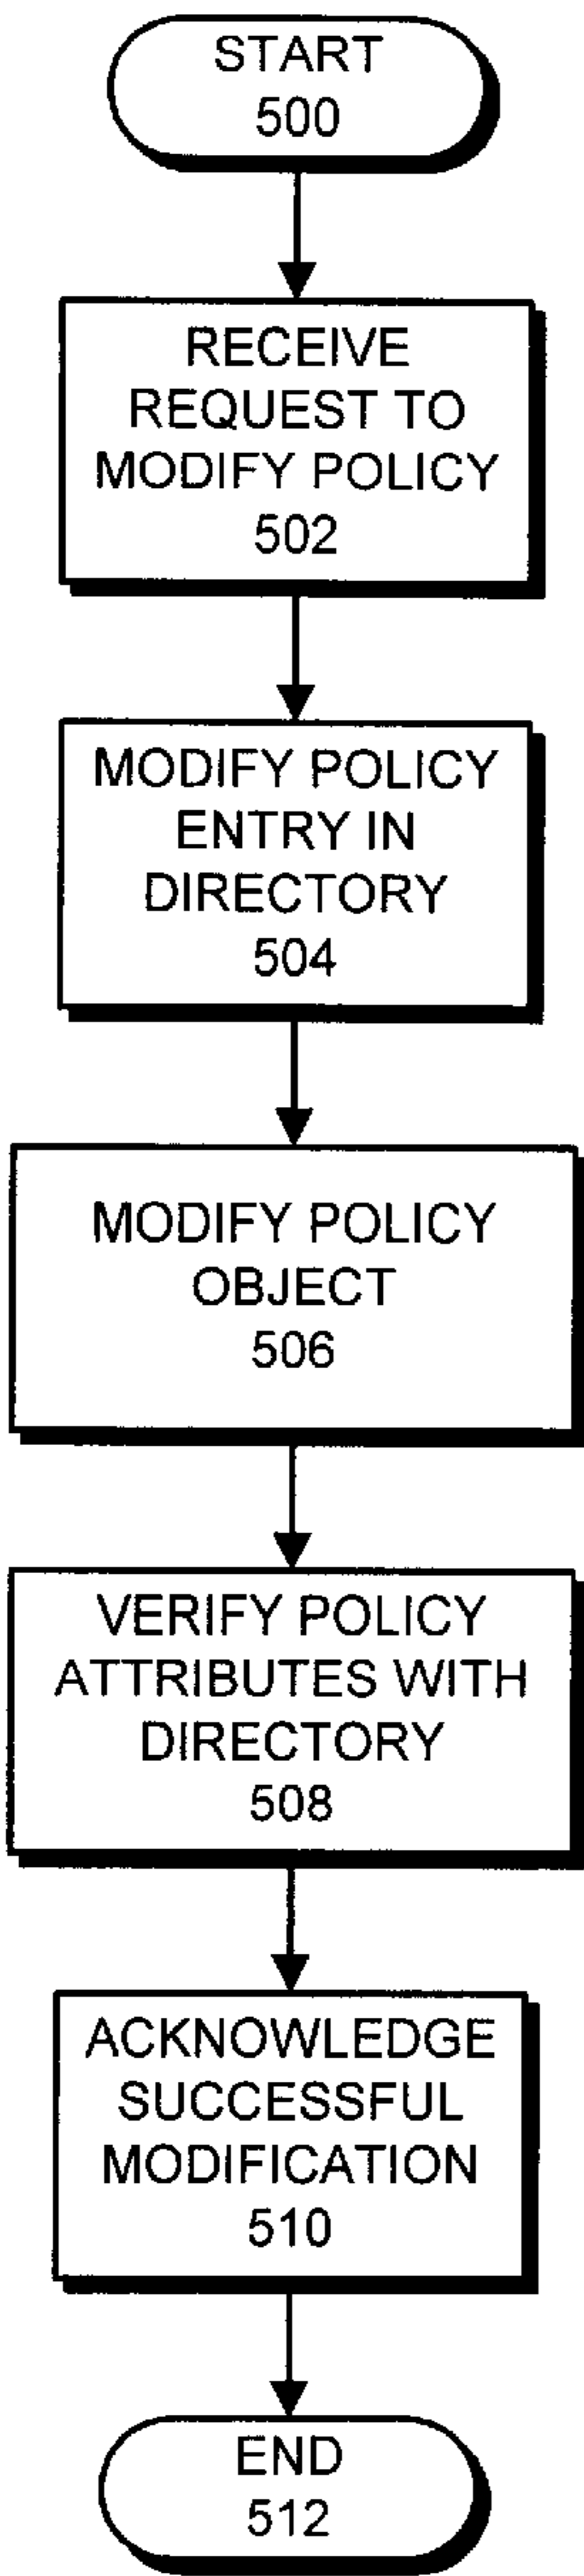 START
500
RECEIVE
REQUEST TO
MODIFY POLICY
502
MODIFY POLICY
ENTRY IN
DIRECTORY
504
MODIFY POLICY
OBJECT
506
VERIFY POLICY
ATTRIBUTES WITH
DIRECTORY
508
ACKNOWLEDGE
SUCCESSFUL
MODIFICATION
510
END
512